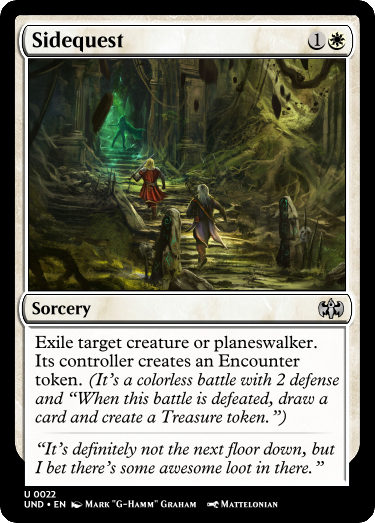 Sidequest 1
Sorcery
Exile target creature or planeswalker.
Its controller creates an Encounter
token. (It's a colorless battle with 2 defense
and “When this battle is defeated, draw a
card and create a Treasure token.”)
“It's definitely not the next floor down, but
I bet there's some awesome loot in there.”
U 0022
UND • EN Mark "G-Hamm" Graham Mattelonian